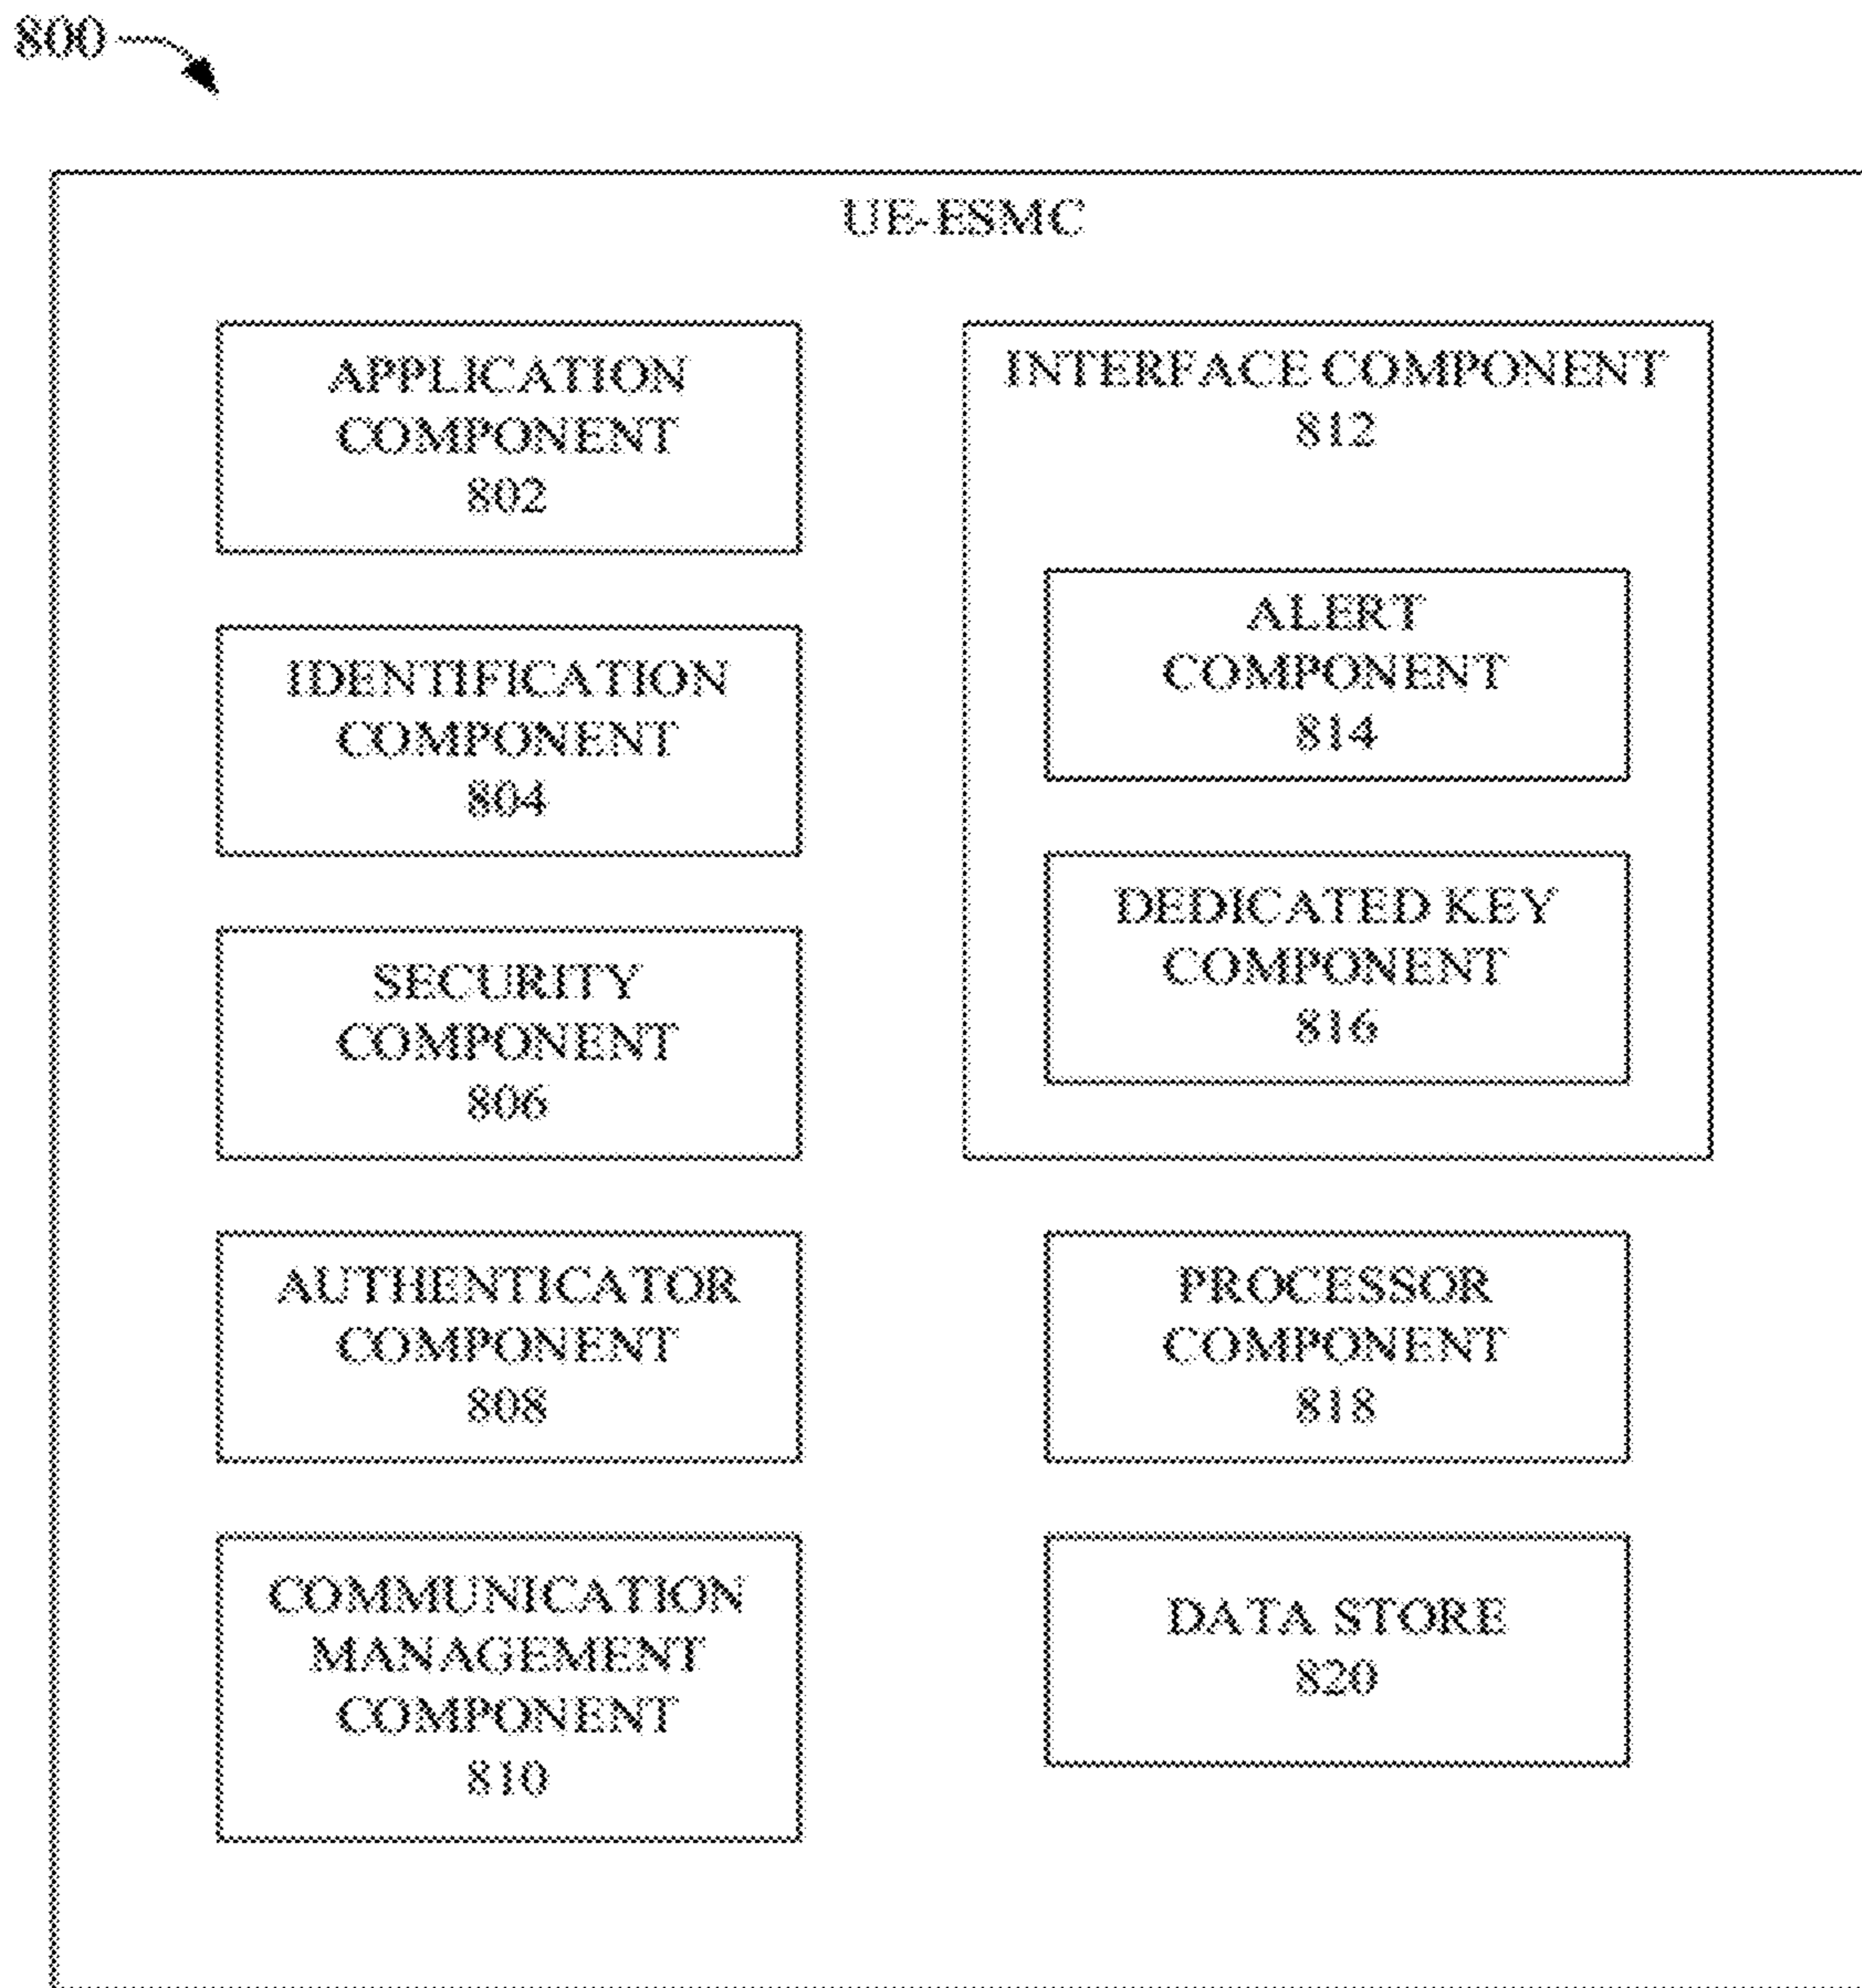 800
UE-ESMC
APPLICATION
COMPONENT
802
IDENTIFICATION
COMPONENT
804
SECURITY
COMPONENT
806
AUTHENTICATOR
COMPONENT
808
COMMUNICATION
MANAGEMENT
COMPONENT
810
INTERFACE COMPONENT
812
ALERT
COMPONENT
814
DEDICATED KEY
COMPONENT
816
PROCESSOR
COMPONENT
818
DATA STORE
820